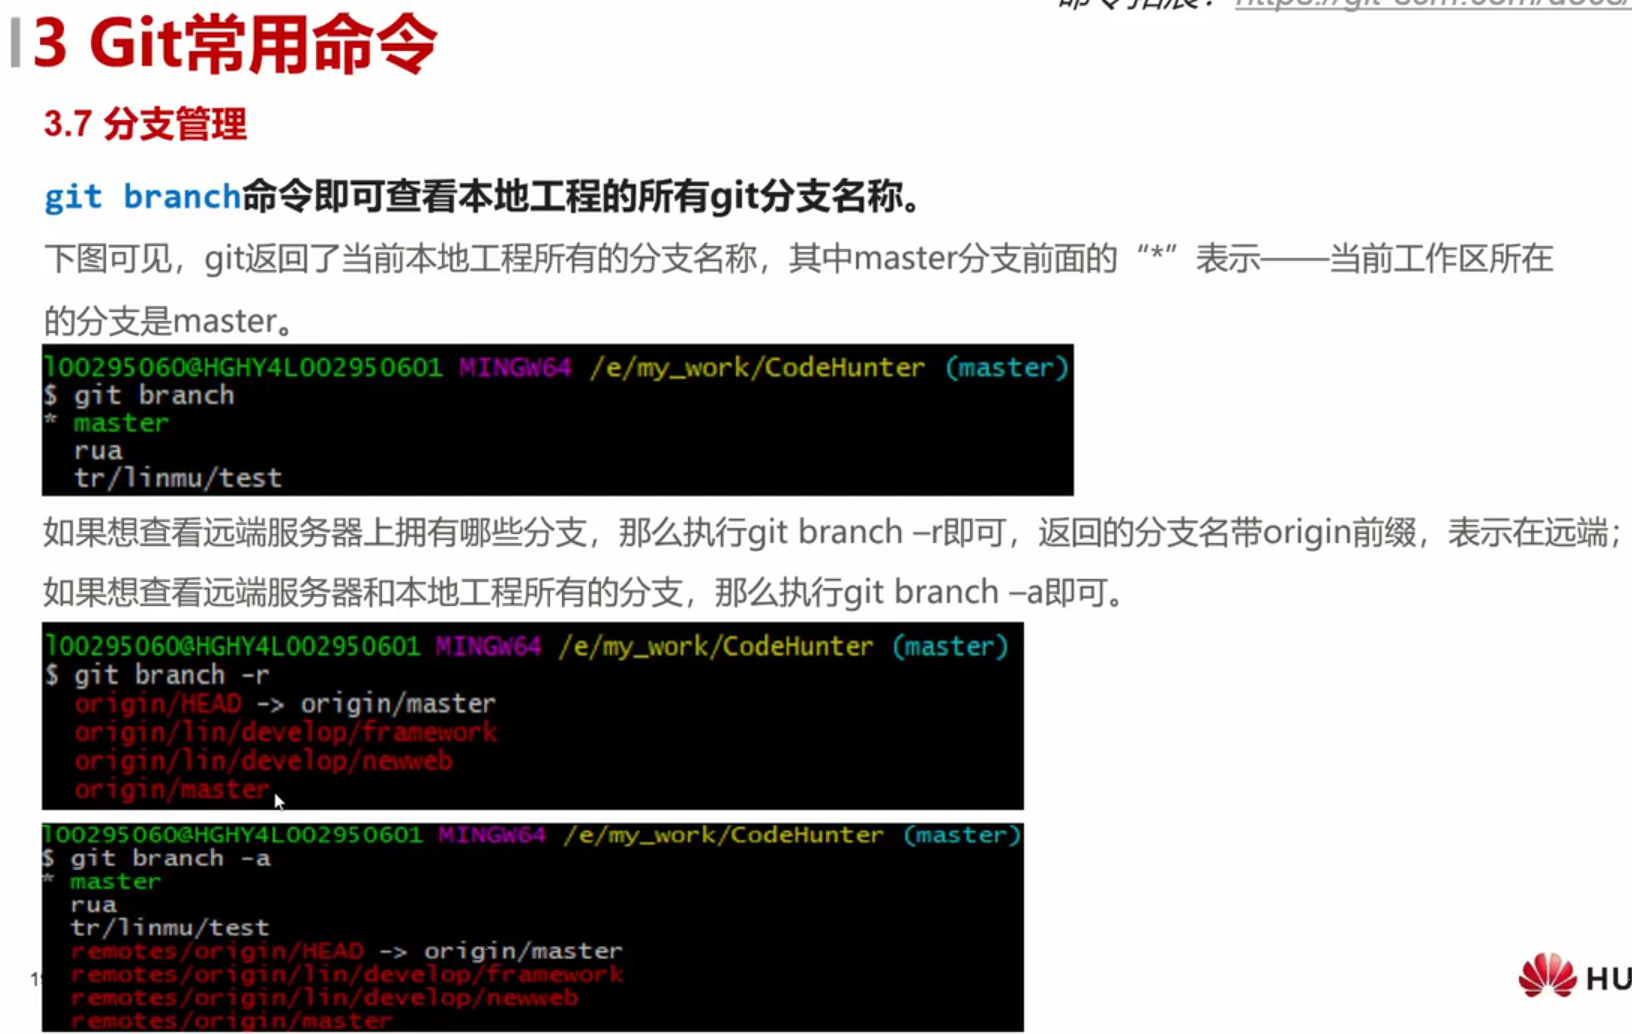 3 Git常用命令
3.7 分支管理
git branch命令即可查看本地工程的所有git分支名称。
下图可见，git返回了当前本地工程所有的分支名称，其中master分支前面的“*”表示——当前工作区所在
的分支是master。
l00295060@HGHY4L002950601 MINGW64 /e/my_work/CodeHunter (master)
$ git branch
* master
rua
tr/linmu/test
如果想查看远端服务器上拥有哪些分支，那么执行git branch –r即可，返回的分支名带origin前缀，表示在远端；
如果想查看远端服务器和本地工程所有的分支，那么执行git branch –a即可。
l00295060@HGHY4L002950601 MINGW64 /e/my_work/CodeHunter (master)
$ git branch -r
origin/HEAD -> origin/master
origin/lin/develop/framework
origin/lin/develop/newweb
origin/master
l00295060@HGHY4L002950601 MINGW64 /e/my_work/CodeHunter (master)
$ git branch -a
* master
rua
tr/linmu/test
remotes/origin/HEAD -> origin/master
remotes/origin/lin/develop/framework
remotes/origin/lin/develop/newweb
remotes/origin/master
HU